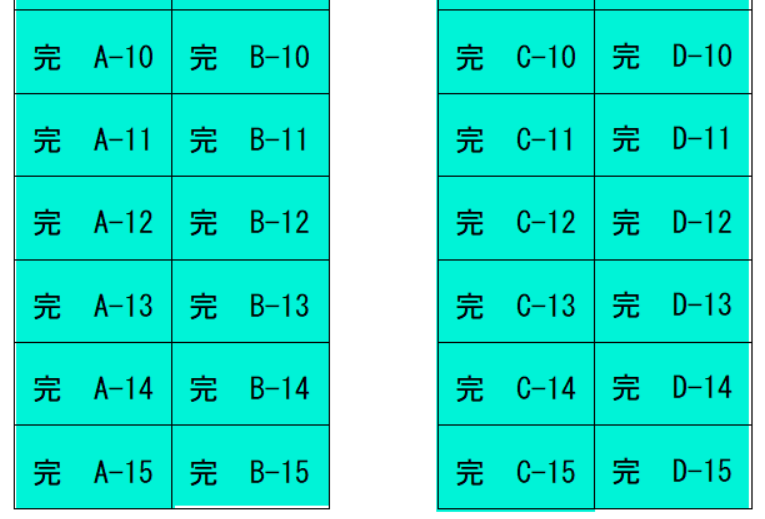 完 A-10 完 B-10 完 C-10 完 D-10
完 A-11 完 B-11 完 C-11 完 D-11
完 A-12 完 B-12 完 C-12 完 D-12
完 A-13 完 B-13 完 C-13 完 D-13
完 A-14 完 B-14 完 C-14 完 D-14
完 A-15 完 B-15 完 C-15 完 D-15